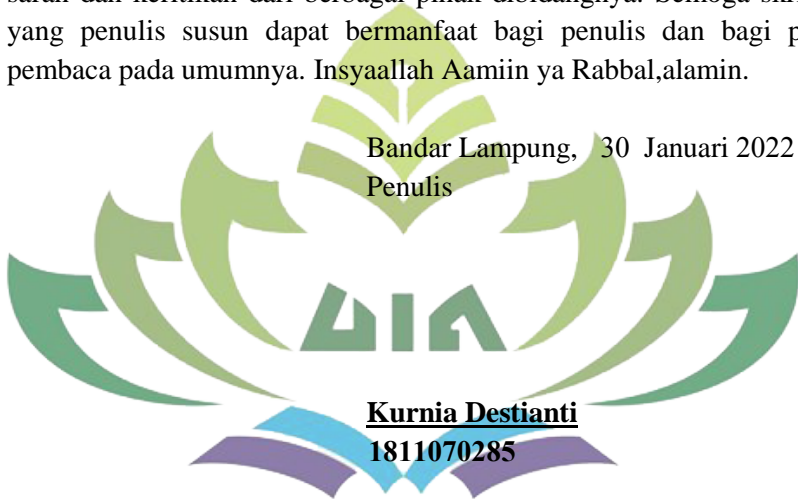 yang penulis susun dapat bermanfaat bagi penulis dan bagi
pembaca pada umumnya. Insyaallah Aamiin ya Rabbal,alamin.
Bandar Lampung, 30 Januari 2022
Penulis
UIN
Kurnia Destianti
1811070285